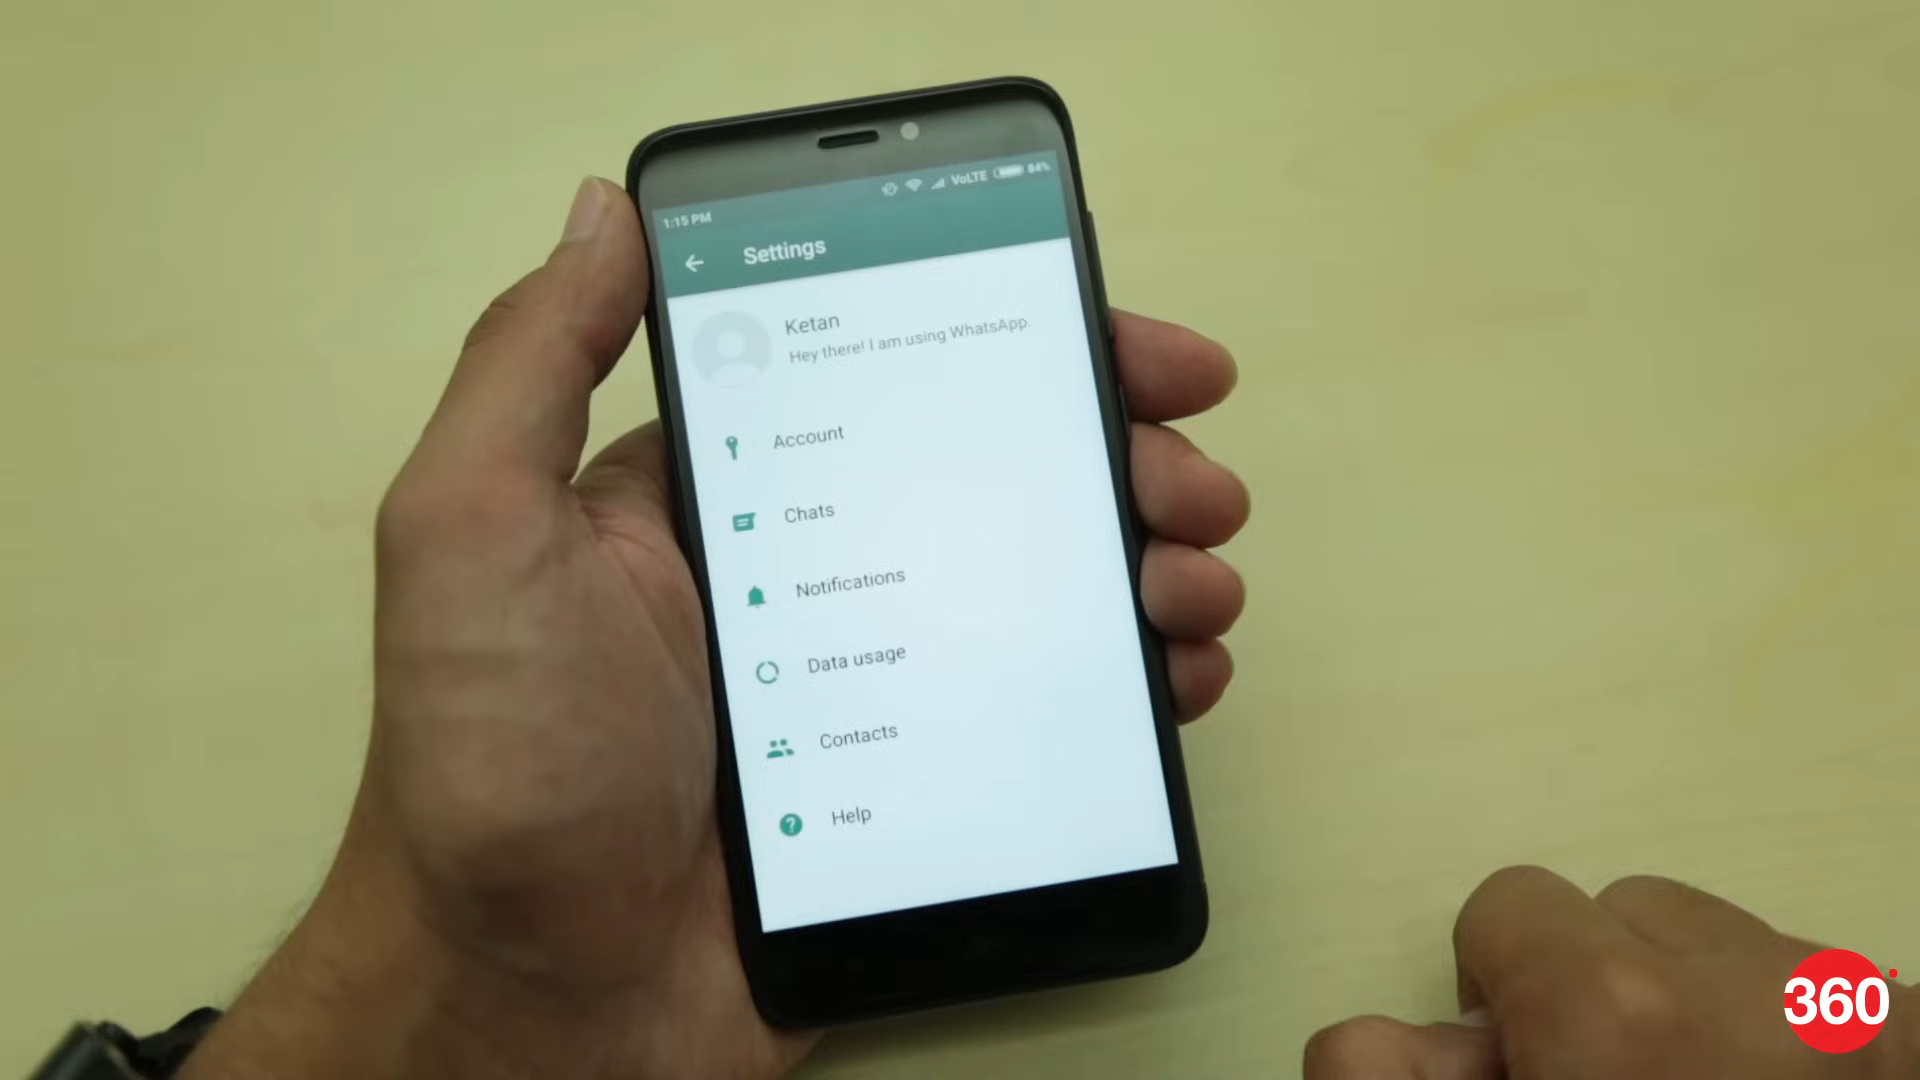 VoLTE 84%
1:15 PM
Settings
Ketan
Hey there! I am using WhatsApp.
Account
Chats
Notifications
Data usage
Contacts
Help
360